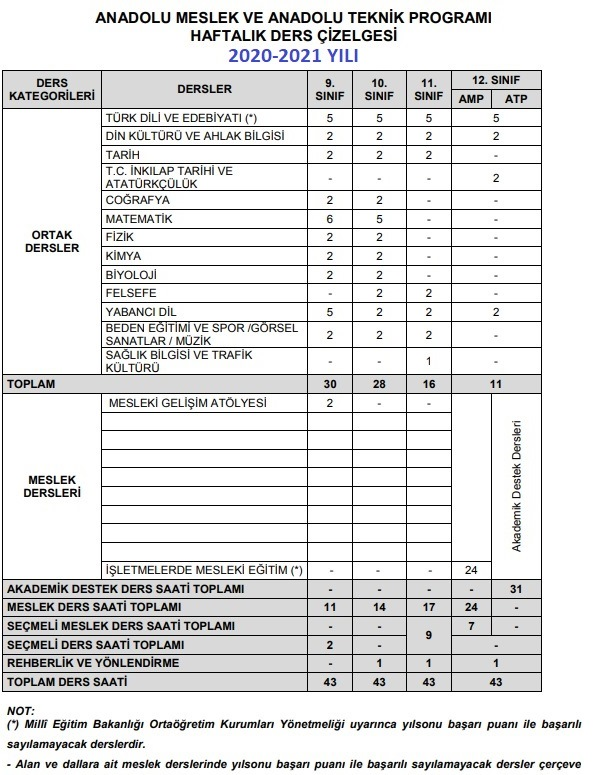 ANADOLU MESLEK VE ANADOLU TEKNİK PROGRAMI
HAFTALIK DERS ÇİZELGESİ
2020-2021 YILI
DERS KATEGORİLERİ DERSLER 9. SINIF 10. SINIF 11. SINIF 12. SINIF
AMP ATP
ORTAK DERSLER
TÜRK DİLİ VE EDEBİYATI (*) 5 5 5 5
DİN KÜLTÜRÜ VE AHLAK BİLGİSİ 2 2 2 2
TARİH 2 2 2 -
T.C. İNKILAP TARİHİ VE
ATATÜRKÇÜLÜK - - - 2
COĞRAFYA 2 2 - -
MATEMATİK 6 5 - -
FİZİK 2 2 - -
KİMYA 2 2 - -
BİYOLOJİ 2 2 - -
FELSEFE - 2 2 -
YABANCI DİL 5 2 2 2
BEDEN EĞİTİMİ VE SPOR /GÖRSEL
SANATLAR / MÜZİK 2 2 2 -
SAĞLIK BİLGİSİ VE TRAFİK
KÜLTÜRÜ - - 1 -
TOPLAM 30 28 16 11
MESLEK DERSLERİ
MESLEKİ GELİŞİM ATÖLYESİ 2 - - -
Akademik Destek Dersleri
İŞLETMELERDE MESLEKİ EĞİTİM (*) - - - 24
AKADEMİK DESTEK DERS SAATİ TOPLAMI - - - - 31
MESLEK DERS SAATİ TOPLAMI 11 14 17 24 -
SEÇMELİ MESLEK DERS SAATİ TOPLAMI - - 9 7 -
SEÇMELİ DERS SAATİ TOPLAMI 2 - -
REHBERLİK VE YÖNLENDİRME - 1 1 1
TOPLAM DERS SAATİ 43 43 43 43
NOT:
(*) Millî Eğitim Bakanlığı Ortaöğretim Kurumları Yönetmeliği uyarınca yılsonu başarı puanı ile başarılı
sayılamayacak derslerdir.
- Alan ve dallara ait meslek derslerinde yılsonu başarı puanı ile başarılı sayılamayacak dersler çerçeve